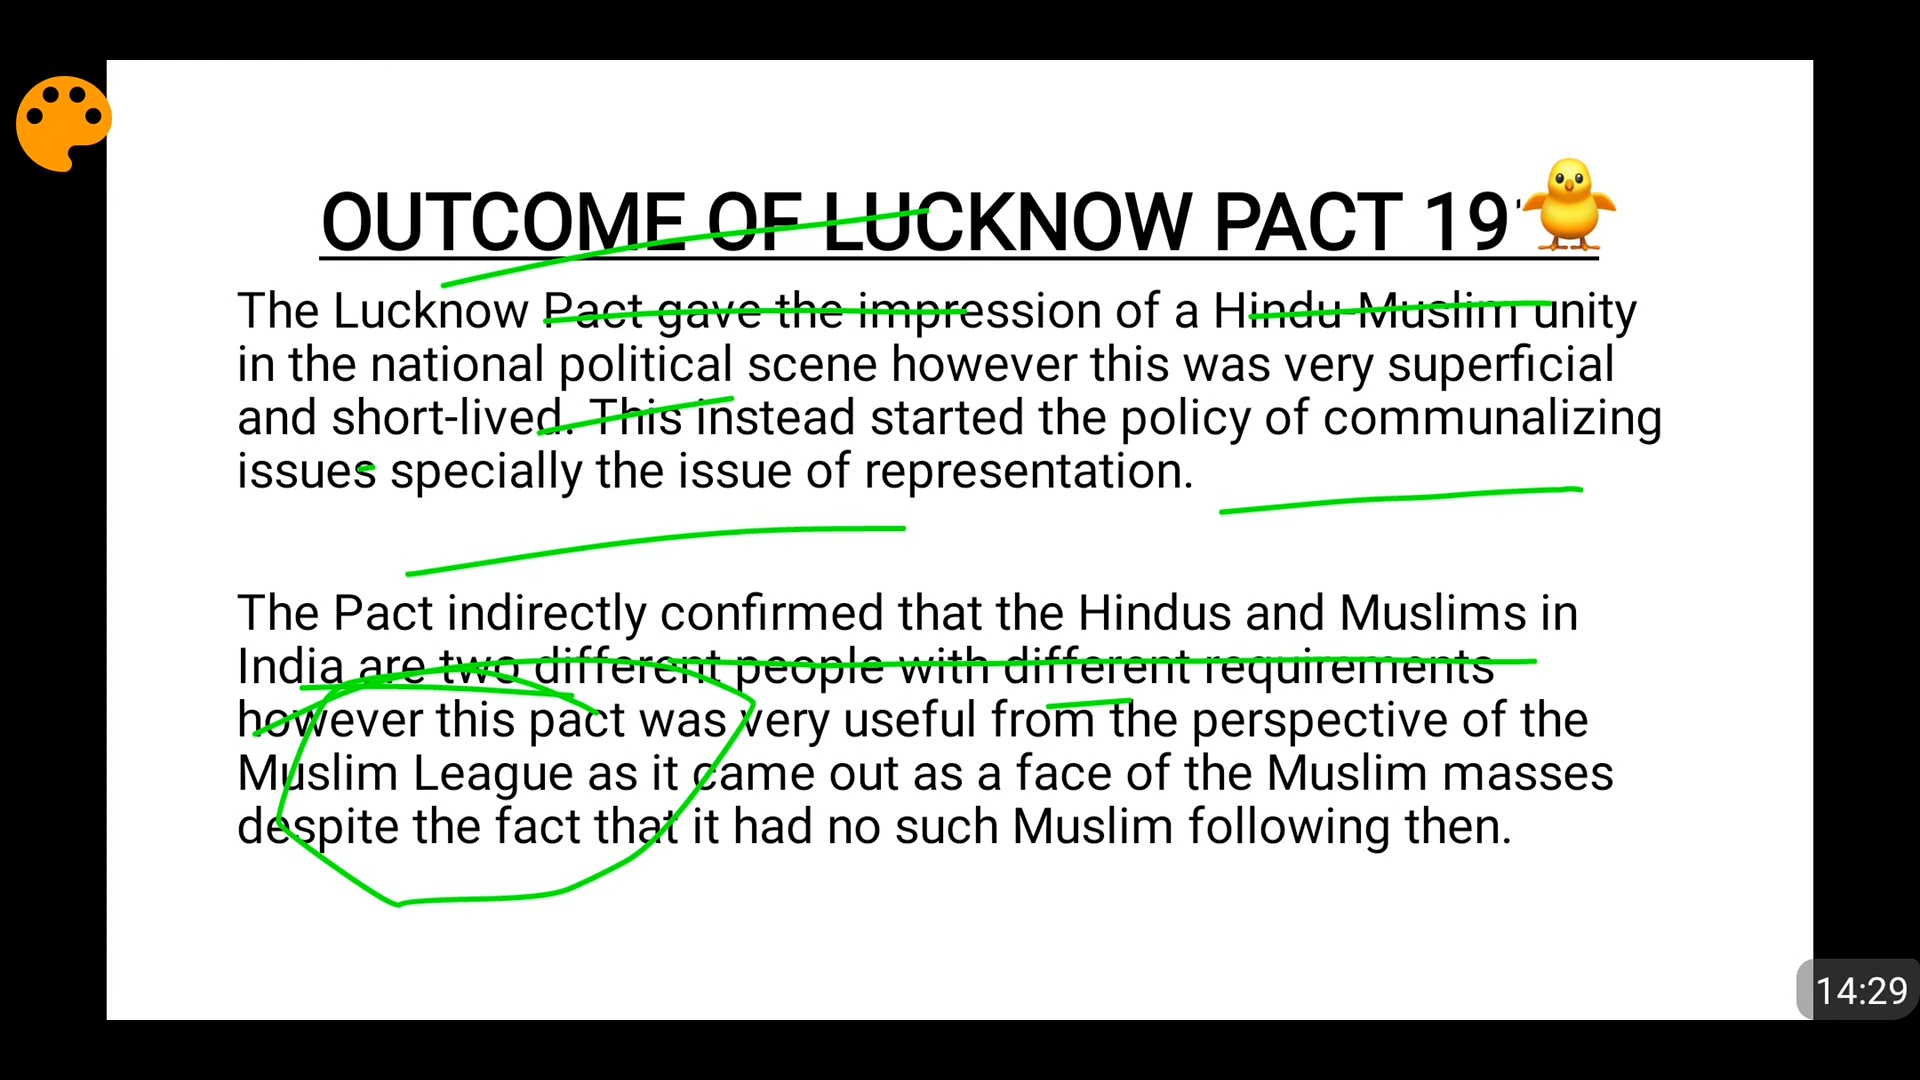 OUTCOME OF LUCKNOW PACT
The Lucknow Pact gave the impression of a Hindu-Muslim unity
in the national political scene however this was very superficial
and short-lived. This instead started the policy of communalizing
issues specially the issue of representation.
The Pact indirectly confirmed that the Hindus and Muslims in
India are two different people with different requirements
however this pact was very useful from the perspective of the
Muslim League as it came out as a face of the Muslim masses
despite the fact that it had no such Muslim following then.
14:29